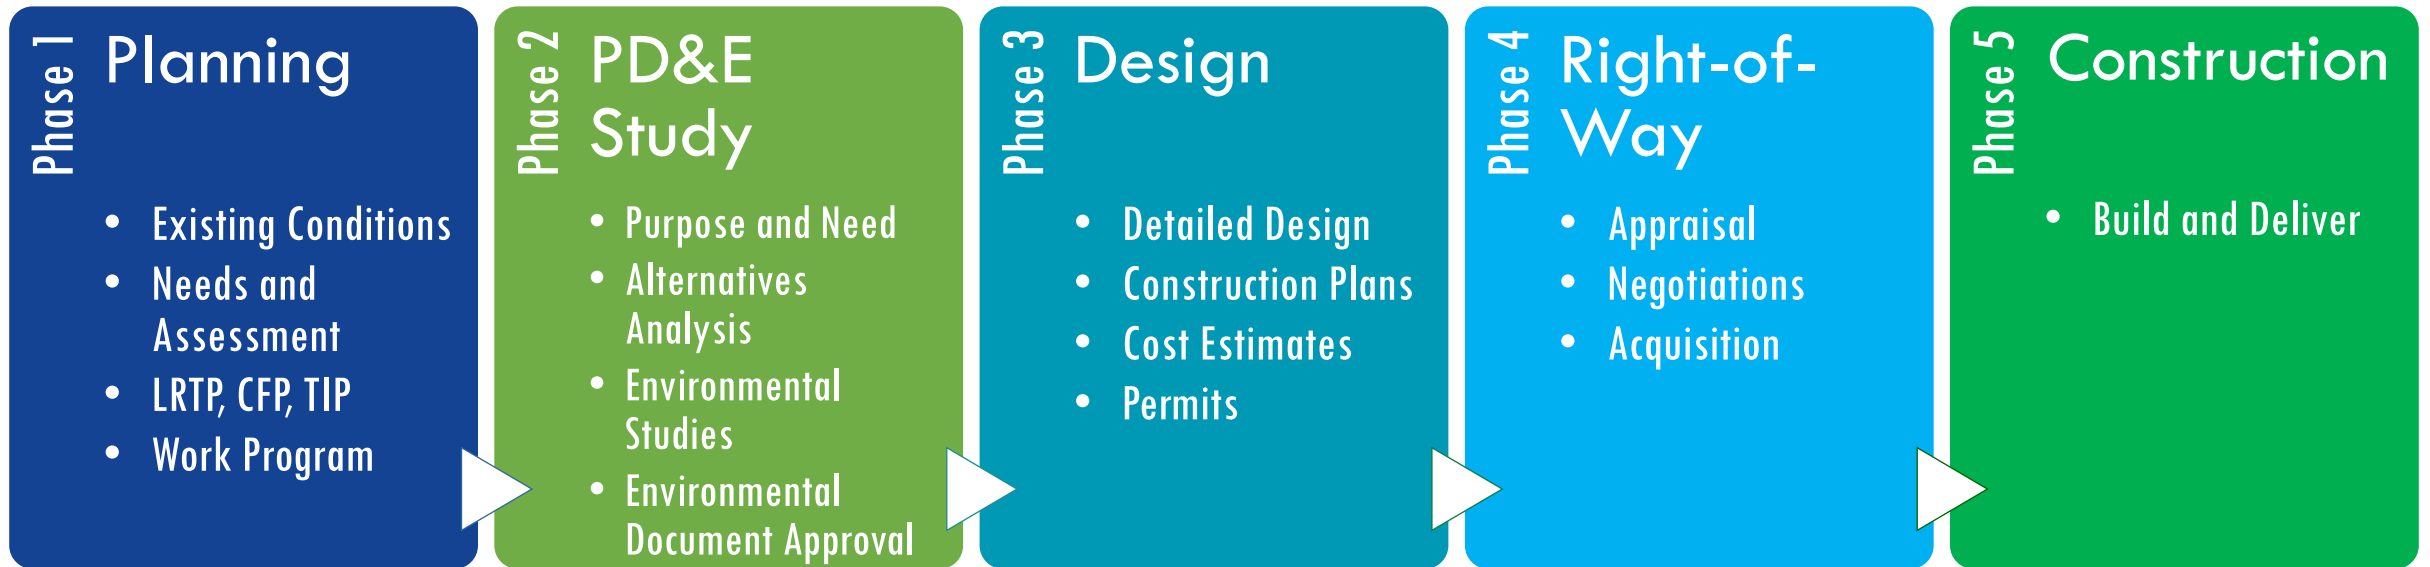 Phase 1
Planning
• Existing Conditions
• Needs and
Assessment
• LRTP, CFP, TIP
• Work Program
Phase 2
PD&E
Study
• Purpose and Need
• Alternatives
Analysis
• Environmental
Studies
• Environmental
Document Approval
Phase 3
Design
• Detailed Design
• Construction Plans
• Cost Estimates
• Permits
Phase 4
Right-of-
Way
• Appraisal
• Negotiations
• Acquisition
Phase 5
Construction
• Build and Deliver